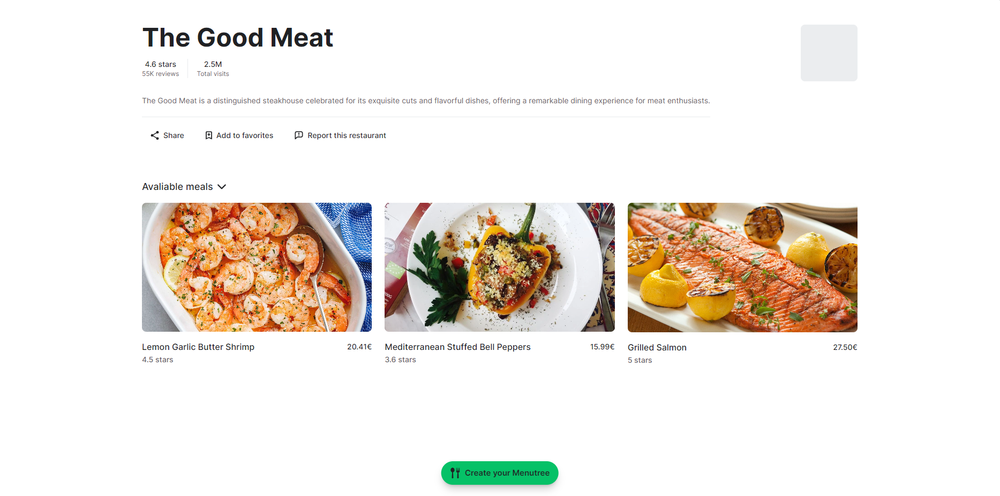 The Good Meat
4.6 stars
55K reviews
2.5M
Total visits
The Good Meat is a distinguished steakhouse celebrated for its exquisite cuts and flavorful dishes, offering a remarkable dining experience for meat enthusiasts.
Share
Add to favorites
Report this restaurant
Avaliable meals
Lemon Garlic Butter Shrimp
20.41€
4.5 stars
Mediterranean Stuffed Bell Peppers
15.99€
3.6 stars
Grilled Salmon
27.50€
5 stars
Create your Menutree